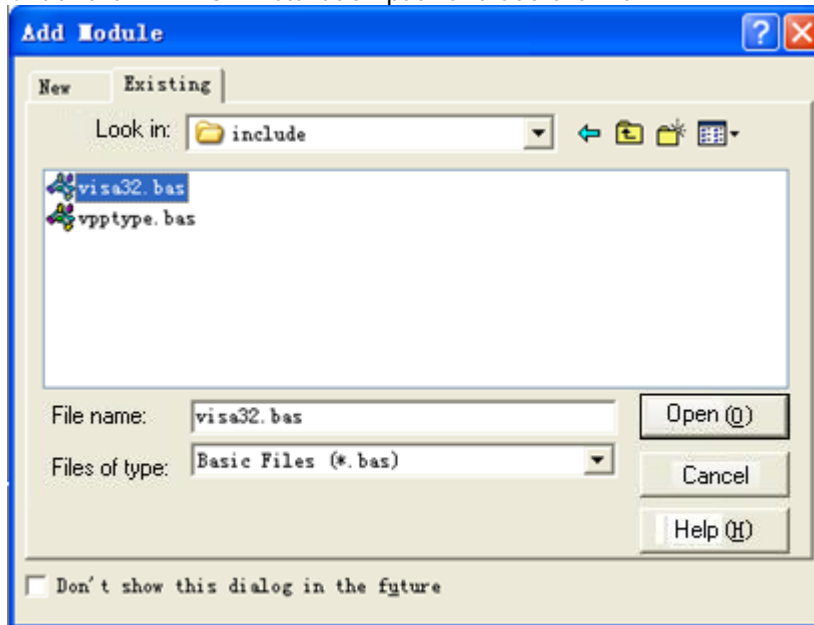 Add Module
New Existing
Look in: include
visa32.bas
vpptype.bas
File name: visa32.bas Open (O)
Files of type: Basic Files (*.bas) Cancel
Help (H)
Don't show this dialog in the future